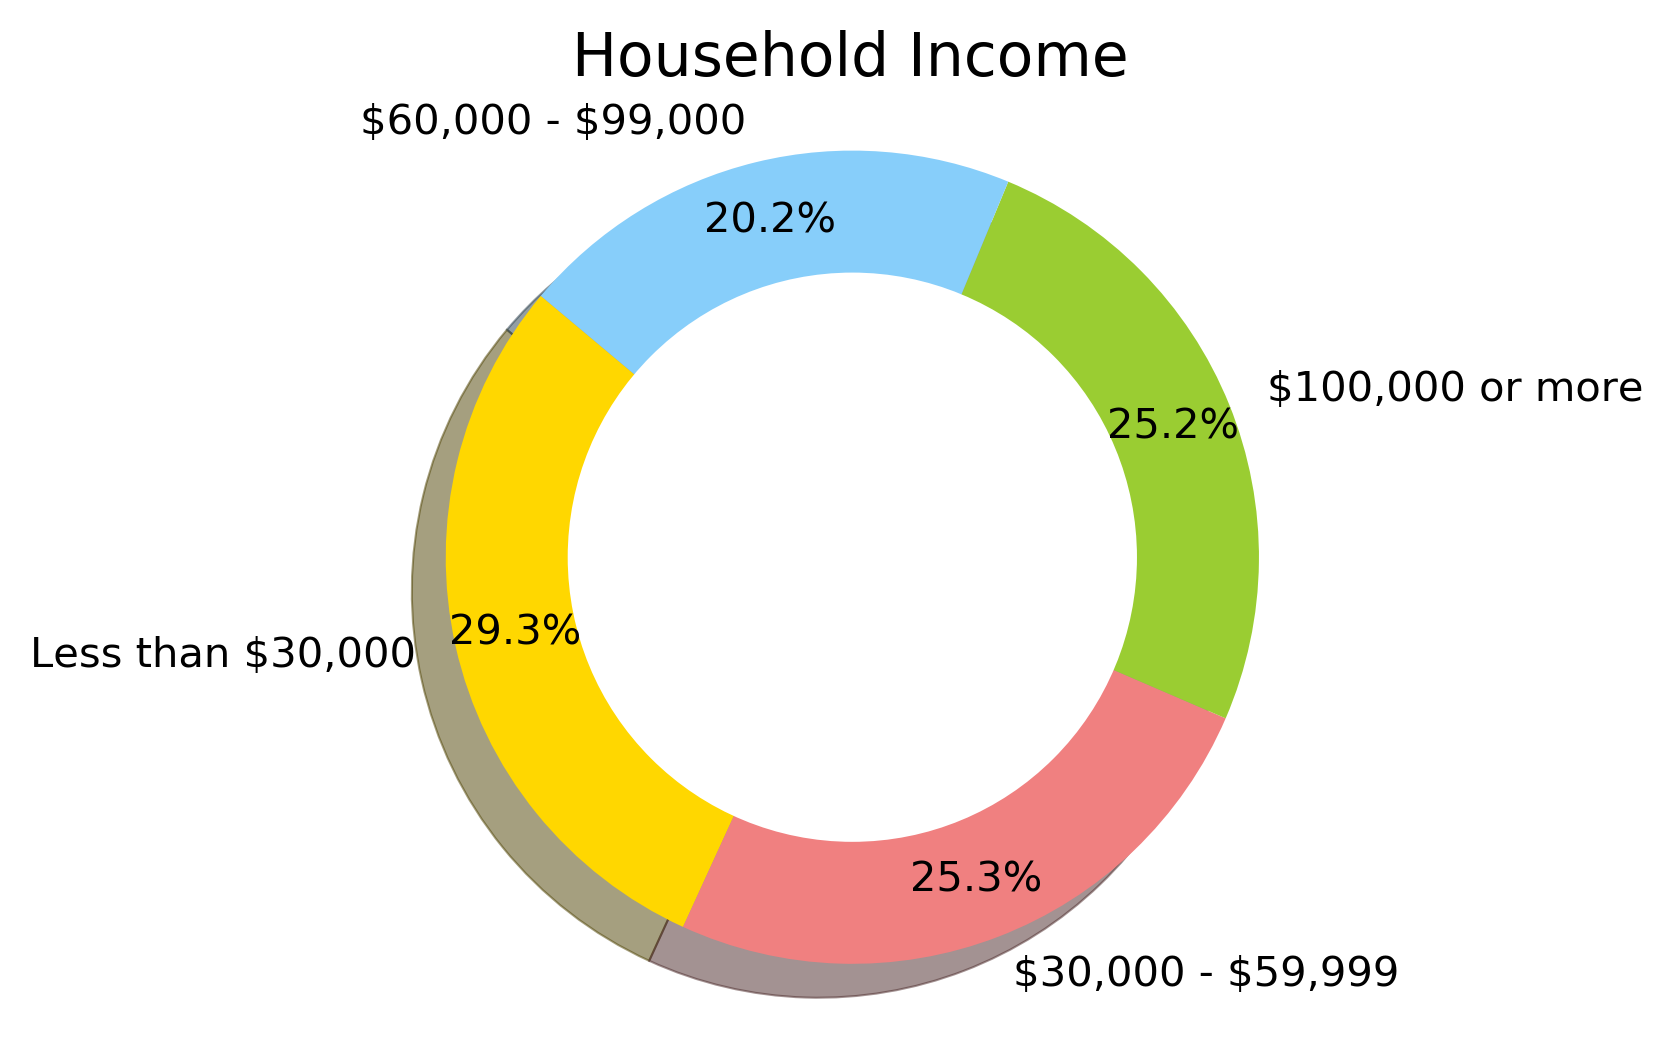 Household Income
$60,000 - $99,000
20.2%
$100,000 or more
25.2%
29.3%
Less than $30,000
25.3%
$30,000 - $59,999